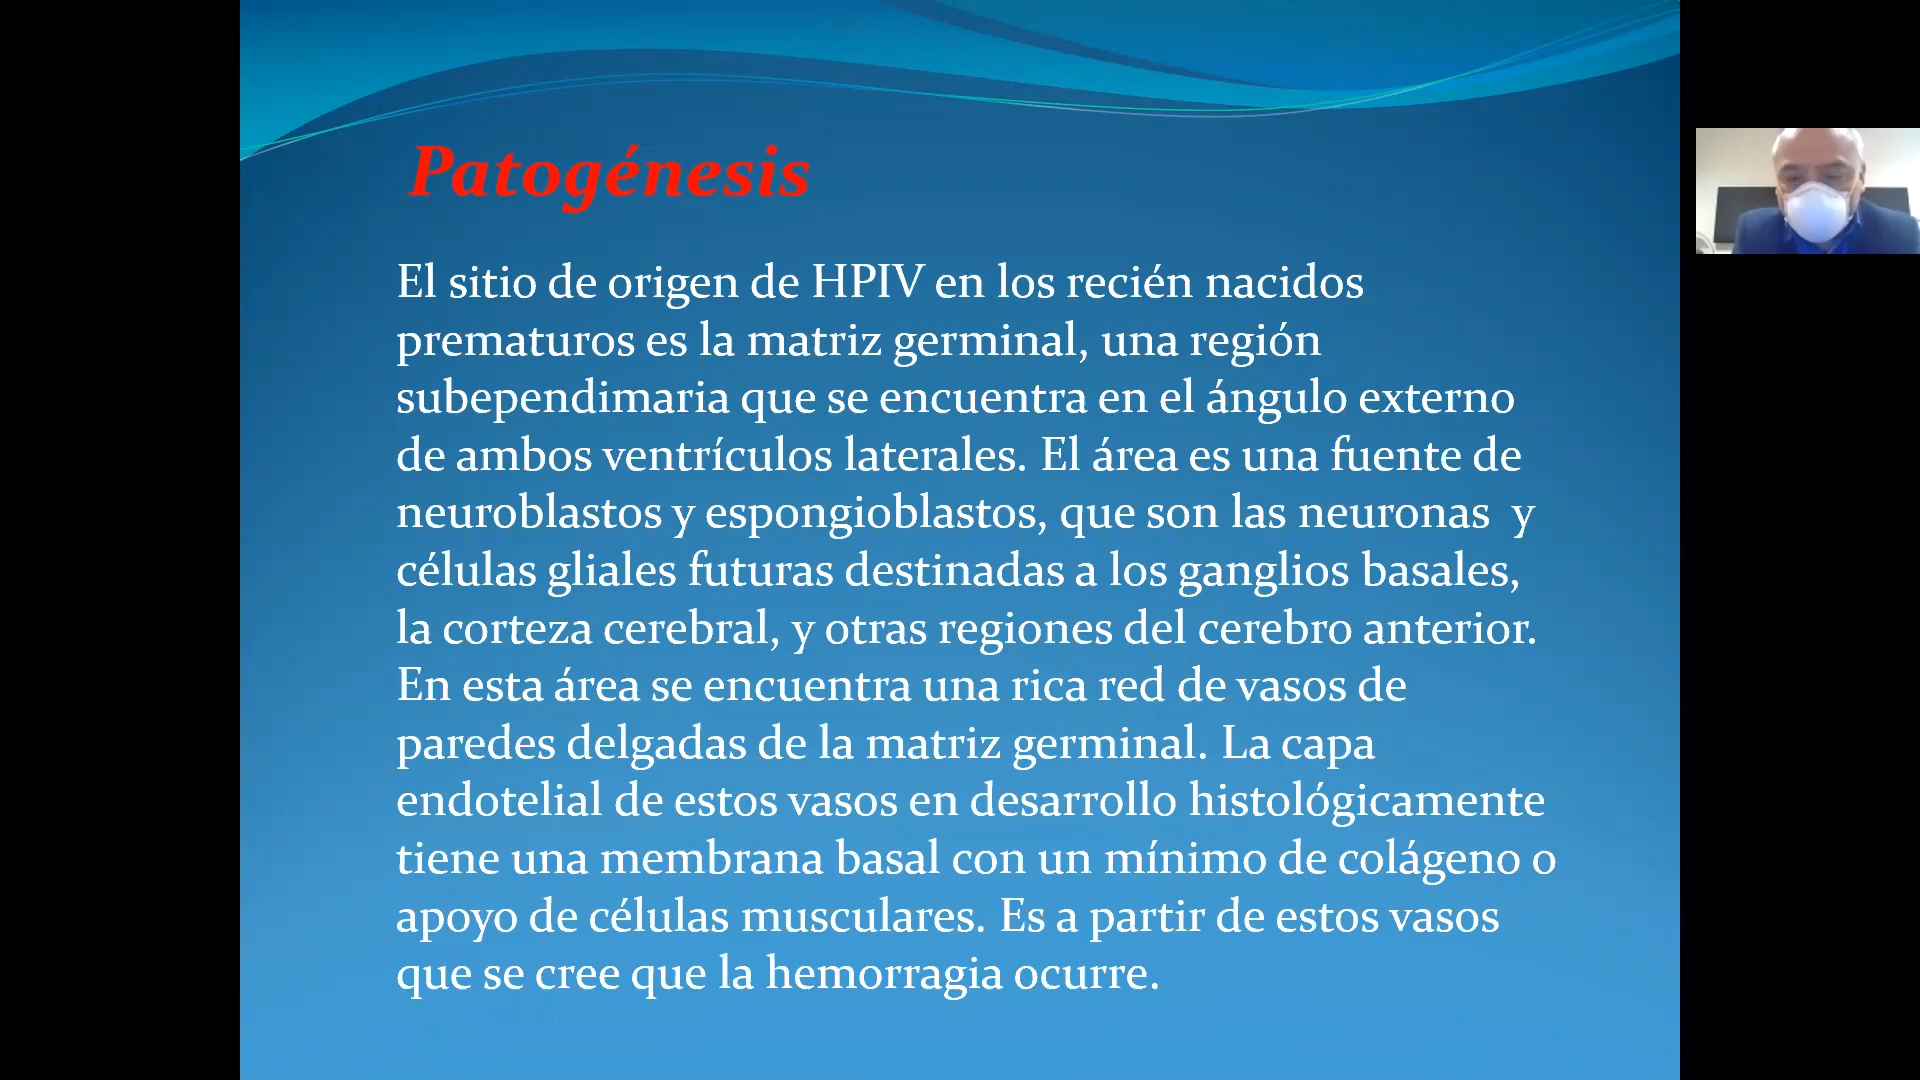 Patogénesis
El sitio de origen de HPIV en los recién nacidos
prematuros es la matriz germinal, una región
subependimaria que se encuentra en el ángulo externo
de ambos ventrículos laterales. El área es una fuente de
neuroblastos y espongioblastos, que son las neuronas  y
células gliales futuras destinadas a los ganglios basales,
la corteza cerebral, y otras regiones del cerebro anterior.
En esta área se encuentra una rica red de vasos de
paredes delgadas de la matriz germinal. La capa
endotelial de estos vasos en desarrollo histológicamente
tiene una membrana basal con un mínimo de colágeno o
apoyo de células musculares. Es a partir de estos vasos
que se cree que la hemorragia ocurre.